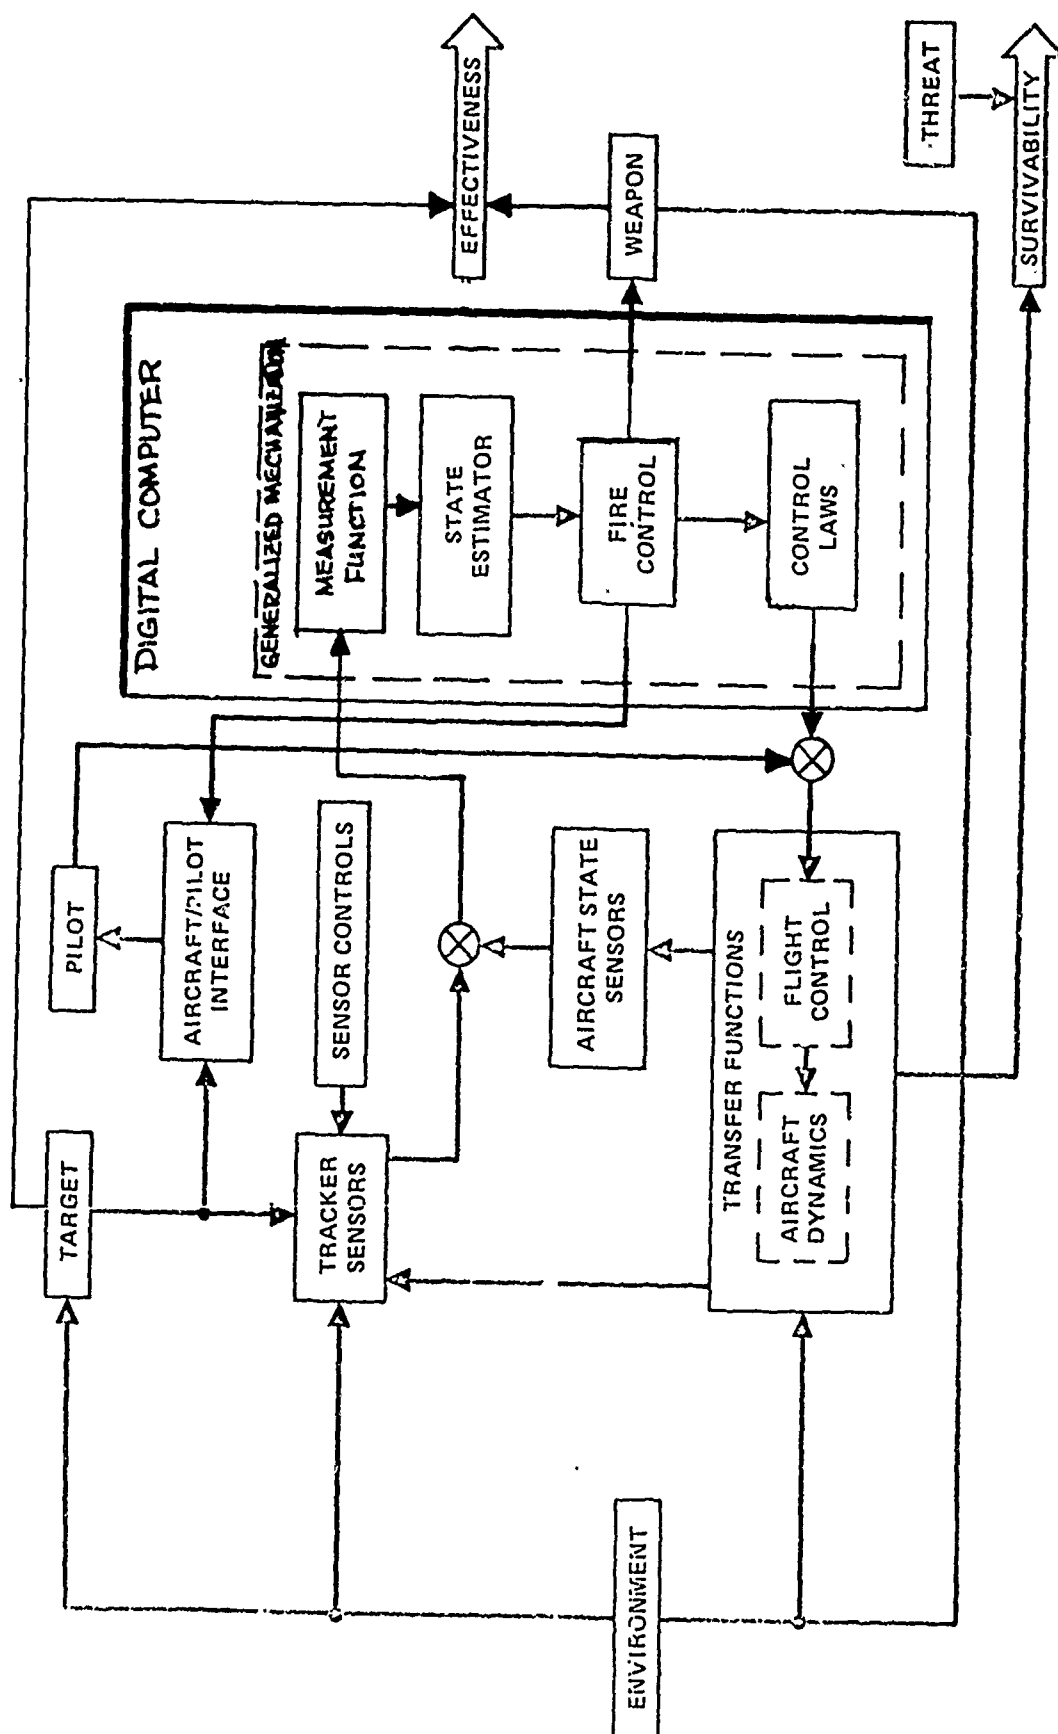 ENVIRONMENT
TARGET
TRACKER
SENSORS
TRANSFER FUNCTIONS
AIRCRAFT
DYNAMICS
FLIGHT
CONTROL
PILOT
AIRCRAFT/PILOT
INTERFACE
SENSOR CONTROLS
AIRCRAFT STATE
SENSORS
DIGITAL COMPUTER
GENERALIZED MECHANIZATION
MEASUREMENT
FUNCTION
STATE
ESTIMATOR
FIRE
CONTROL
CONTROL
LAWS
EFFECTIVENESS
WEAPON
THREAT
SURVIVABILITY